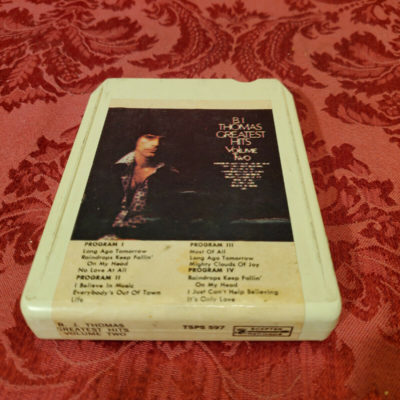 B.J.
THOMAS
GREATEST
HITS
VOLUME
TWO
PROGRAM I
Long Ago Tomorrow
Raindrops Keep Fallin'
On My Head
No Love At All
PROGRAM II
I Believe In Music
Everybody's Out Of Town
Life
PROGRAM III
Most Of All
Long Ago Tomorrow
Mighty Clouds Of Joy
PROGRAM IV
Raindrops Keep Fallin'
On My Head
I Just Can't Help Believing
It's Only Love
B. J. THOMAS
GREATEST HITS
VOLUME TWO
TSPS 597
SCEPTER